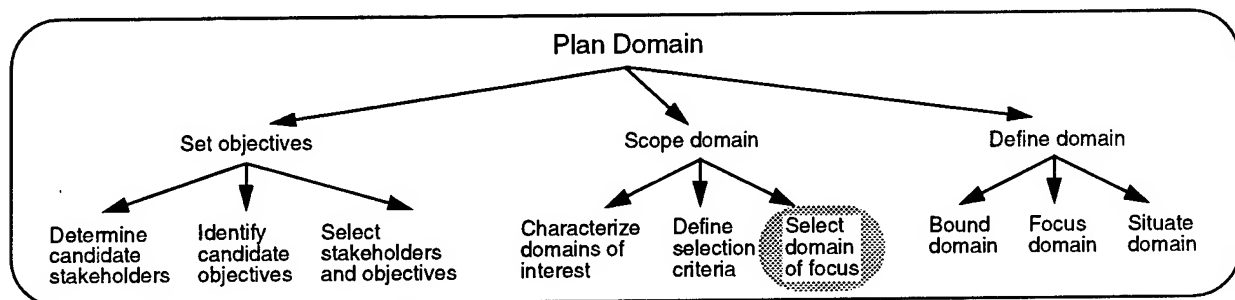 Plan Domain
Set objectives
Scope domain
Define domain
Determine
candidate
stakeholders
Identify
candidate
objectives
Select
stakeholders
and objectives
Characterize
domains of
interest
Define
selection
criteria
Select
domain
of focus
Bound
domain
Focus
domain
Situate
domain